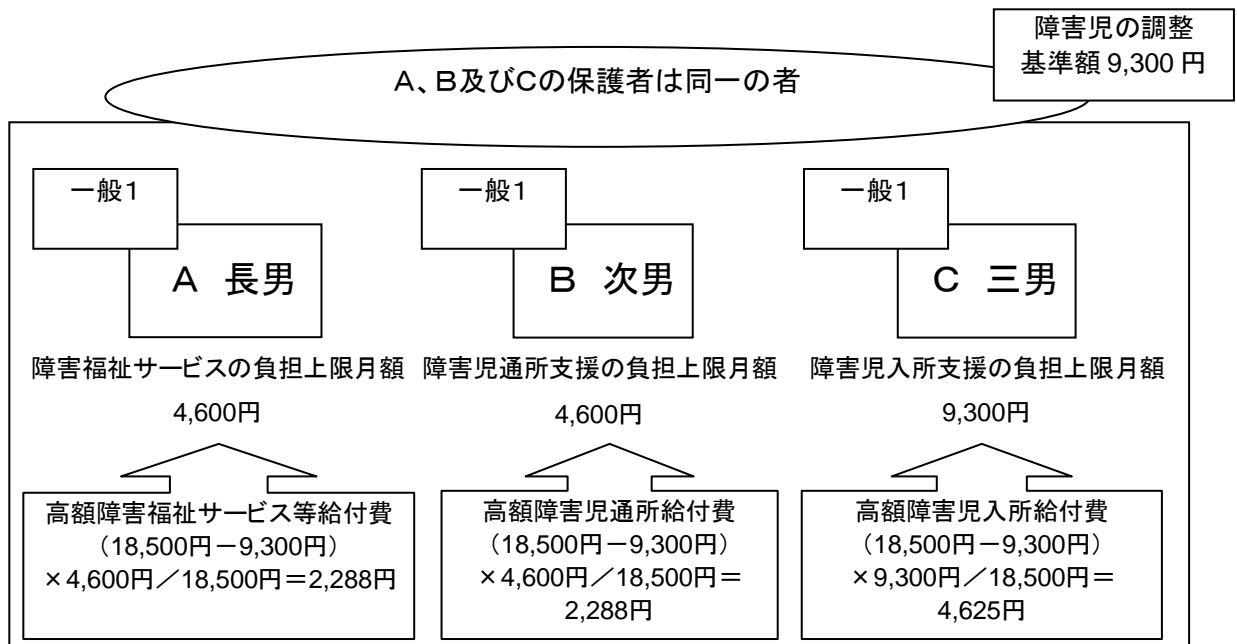 障害児の調整
基準額 9,300 円
A、B及びCの保護者は同一の者
一般1
一般1
一般1
A 長男
B 次男
C 三男
障害福祉サービスの負担上限月額
4,600円
障害児通所支援の負担上限月額
4,600円
障害児入所支援の負担上限月額
9,300円
高額障害福祉サービス等給付費
（18,500円－9,300円）
×4,600円／18,500円＝2,288円
高額障害児通所給付費
（18,500円－9,300円）
×4,600円／18,500円＝
2,288円
高額障害児入所給付費
（18,500円－9,300円）
×9,300円／18,500円＝
4,625円